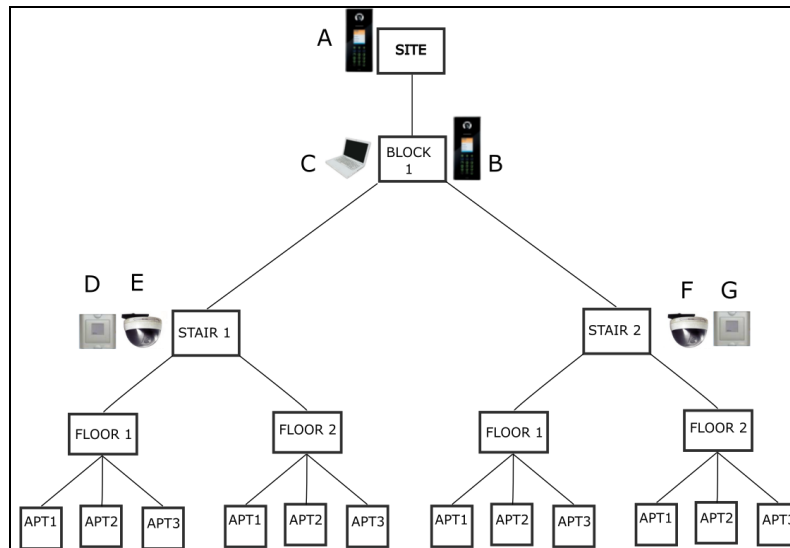 A
SITE
C
BLOCK
1
B
D
E
F
G
STAIR 1
STAIR 2
FLOOR 1
FLOOR 2
FLOOR 1
FLOOR 2
APT1
APT2
APT3
APT1
APT2
APT3
APT1
APT2
APT3
APT1
APT2
APT3